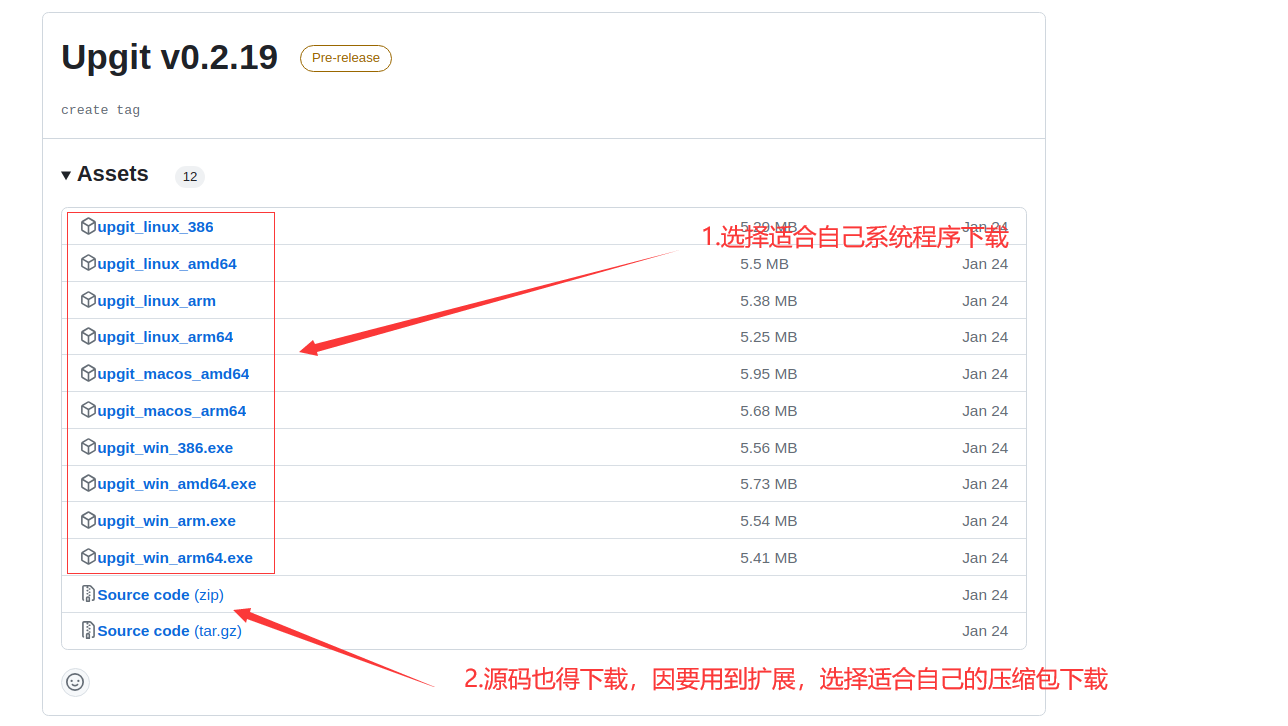 Upgit v0.2.19 Pre-release
create tag
Assets 12
upgit_linux_386 5.29 MB Jan 24
1.选择适合自己系统程序下载
upgit_linux_amd64 5.5 MB Jan 24
upgit_linux_arm 5.38 MB Jan 24
upgit_linux_arm64 5.25 MB Jan 24
upgit_macos_amd64 5.95 MB Jan 24
upgit_macos_arm64 5.68 MB Jan 24
upgit_win_386.exe 5.56 MB Jan 24
upgit_win_amd64.exe 5.73 MB Jan 24
upgit_win_arm.exe 5.54 MB Jan 24
upgit_win_arm64.exe 5.41 MB Jan 24
Source code (zip) Jan 24
Source code (tar.gz) Jan 24
2.源码也得下载，因要用到扩展，选择适合自己的压缩包下载